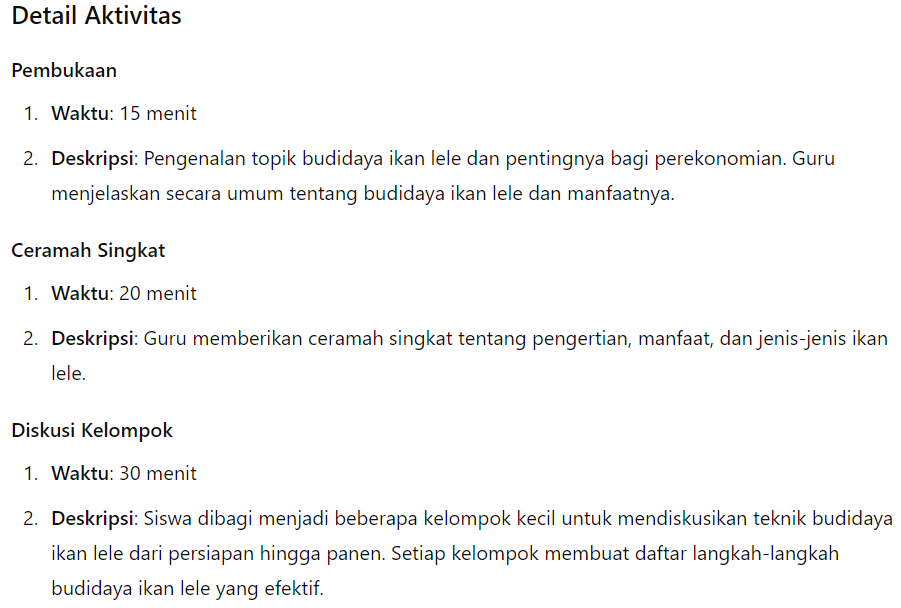 Detail Aktivitas
Pembukaan
1. Waktu: 15 menit
2. Deskripsi: Pengenalan topik budidaya ikan lele dan pentingnya bagi perekonomian. Guru
menjelaskan secara umum tentang budidaya ikan lele dan manfaatnya.
Ceramah Singkat
1. Waktu: 20 menit
2. Deskripsi: Guru memberikan ceramah singkat tentang pengertian, manfaat, dan jenis-jenis ikan
lele.
Diskusi Kelompok
1. Waktu: 30 menit
2. Deskripsi: Siswa dibagi menjadi beberapa kelompok kecil untuk mendiskusikan teknik budidaya
ikan lele dari persiapan hingga panen. Setiap kelompok membuat daftar langkah-langkah
budidaya ikan lele yang efektif.